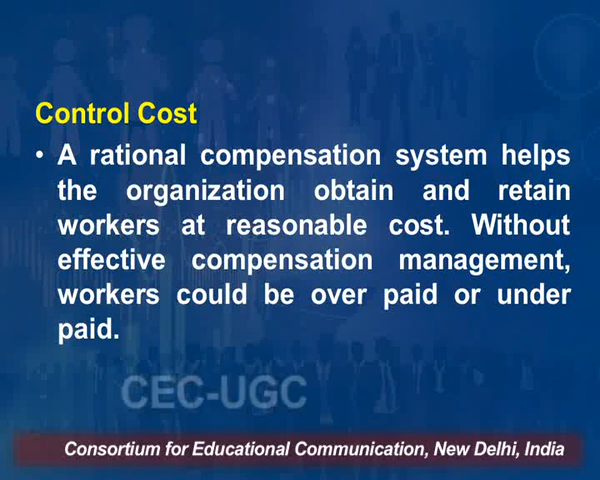 Control Cost
• A rational compensation system helps
the organization obtain and retain
workers at reasonable cost. Without
effective compensation management,
workers could be over paid or under
paid.
CEC-UGC
Consortium for Educational Communication, New Delhi, India